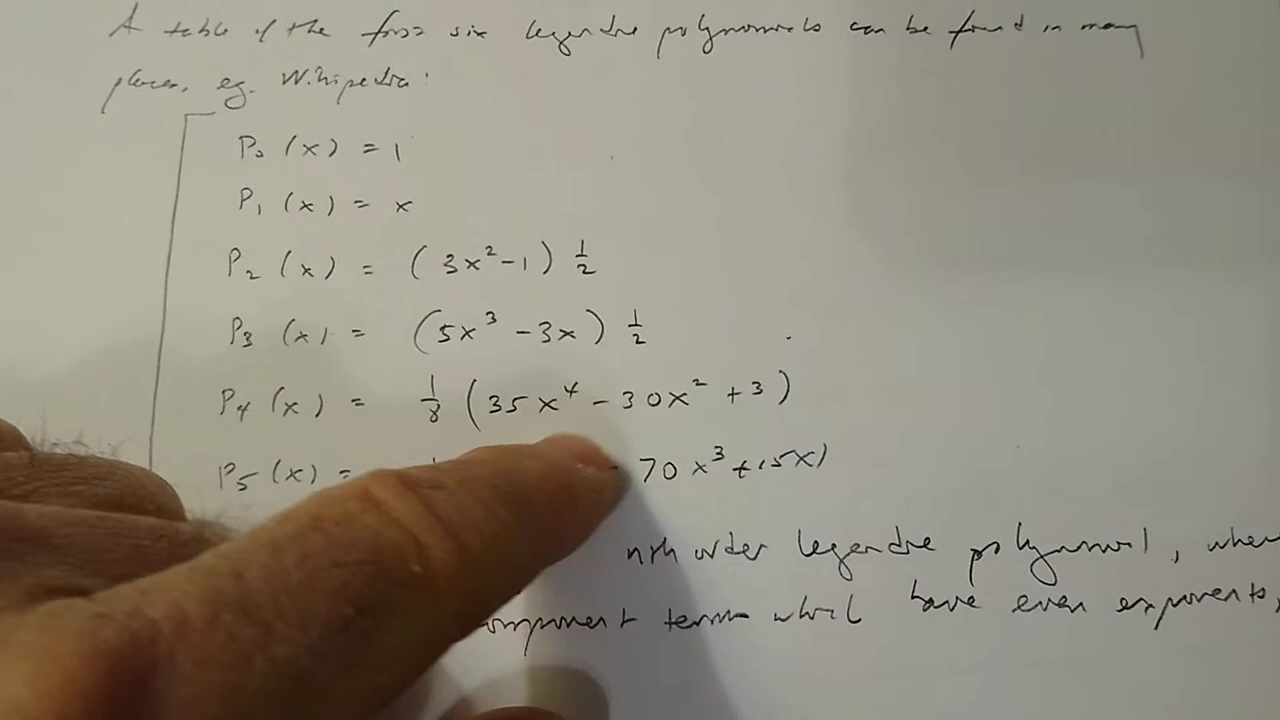 A table of the first six legendre polynomials can be found in many
places, eg. Wikipedia:
P₀ (x) = 1
P₁ (x) = x
P₂ (x) = (3x² - 1) 1/2
P₃ (x) = (5x³ - 3x) 1/2
P₄ (x) = 1/8 (35x⁴ - 30x² + 3)
P₅ (x) = - 70x³ + 15x)
nth order legendre polynomial, when
component terms which have even exponents,